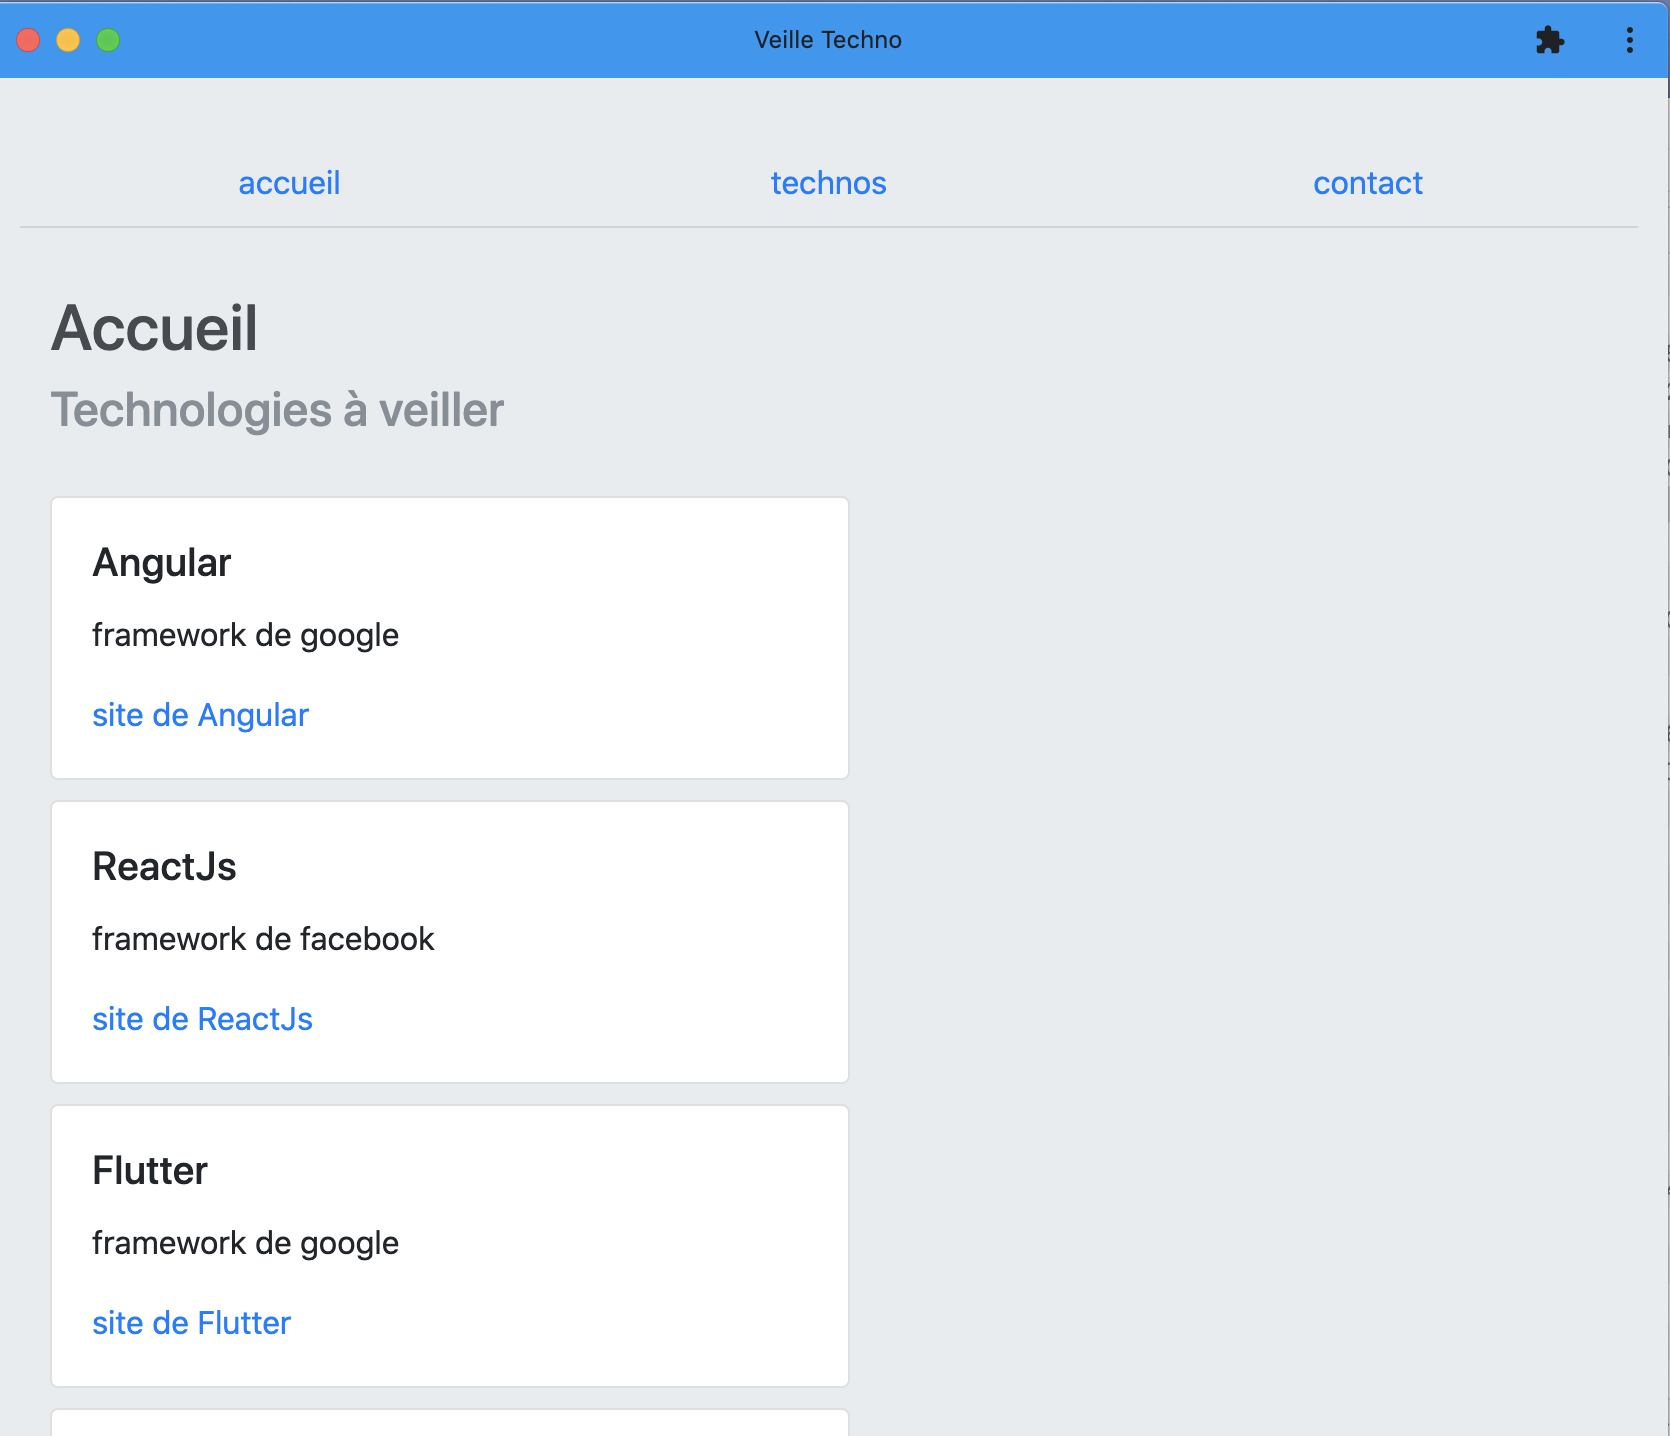 Veille Techno
accueil technos contact
Accueil
Technologies à veiller
Angular
framework de google
site de Angular
ReactJs
framework de facebook
site de ReactJs
Flutter
framework de google
site de Flutter